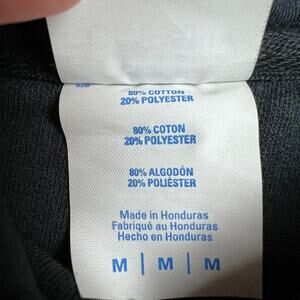 80% COTTON
20% POLYESTER
80% COTON
20% POLYESTER
80% ALGODÓN
20% POLIÉSTER
Made in Honduras
Fabriqué au Honduras
Hecho en Honduras
M | M | M